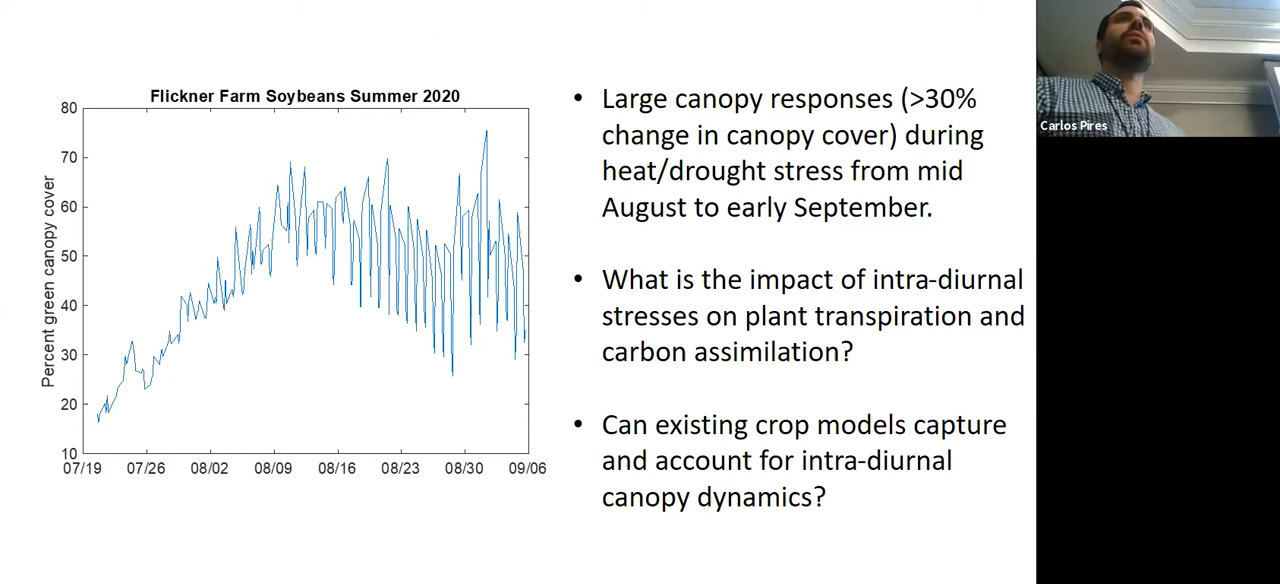 Flickner Farm Soybeans Summer 2020
Percent green canopy cover
80
70
60
50
40
30
20
10
07/19 07/26 08/02 08/09 08/16 08/23 08/30 09/06
• Large canopy responses (>30%
change in canopy cover) during
heat/drought stress from mid
August to early September.
• What is the impact of intra-diurnal
stresses on plant transpiration and
carbon assimilation?
• Can existing crop models capture
and account for intra-diurnal
canopy dynamics?
Carlos Pires